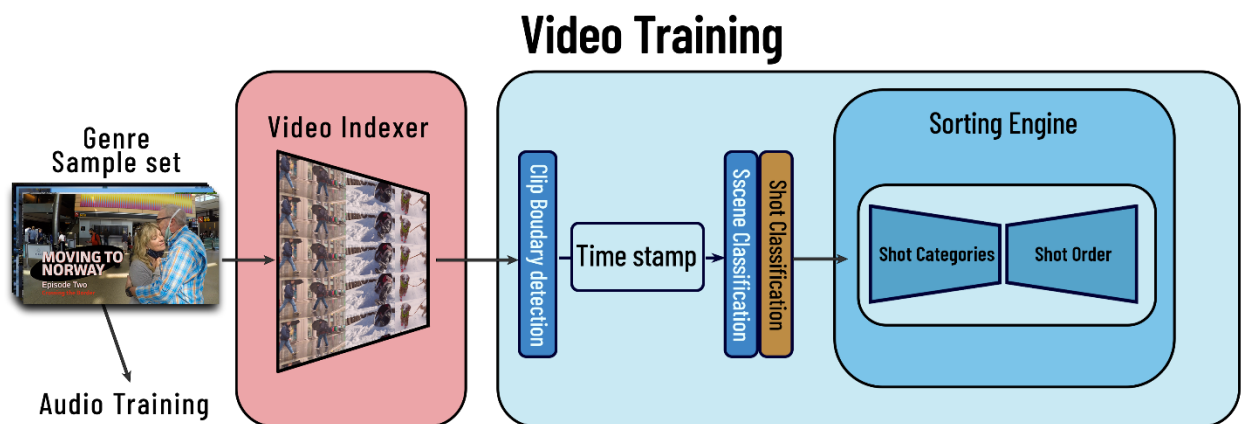 Video Training
Genre
Sample set
MOVING TO
NORWAY
Episode Two
Audio Training
Video Indexer
Clip Boudary detection
Time stamp
Sscene Classification
Shot Classification
Sorting Engine
Shot Categories
Shot Order